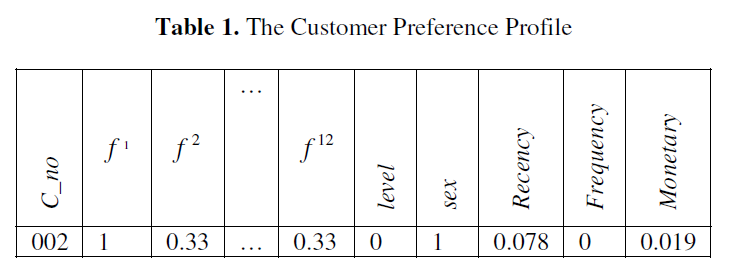 Table 1. The Customer Preference Profile
C_no f 1 f 2 … f 12 level sex Recency Frequency Monetary
002 1 0.33 … 0.33 0 1 0.078 0 0.019